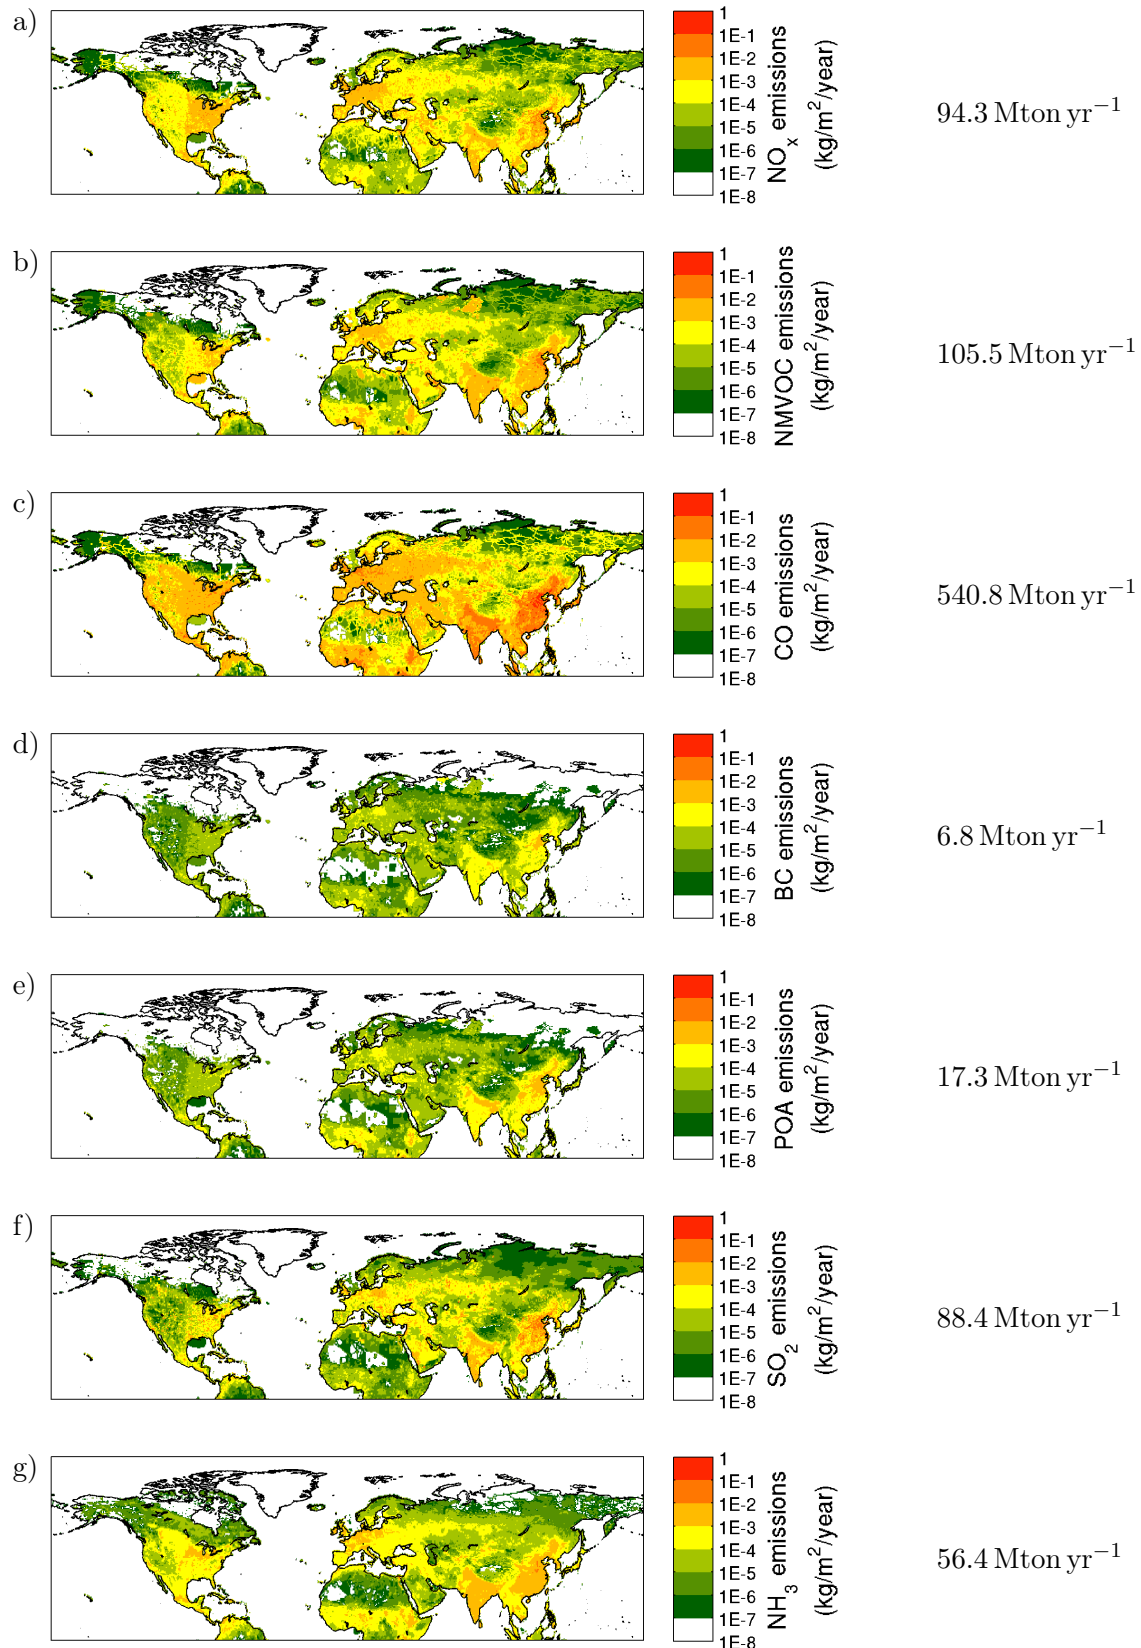 a)
1
1E-1
1E-2
1E-3
1E-4
1E-5
1E-6
1E-7
1E-8
NOx emissions
(kg/m²/year)
94.3 Mton yr⁻¹
b)
1
1E-1
1E-2
1E-3
1E-4
1E-5
1E-6
1E-7
1E-8
NMVOC emissions
(kg/m²/year)
105.5 Mton yr⁻¹
c)
1
1E-1
1E-2
1E-3
1E-4
1E-5
1E-6
1E-7
1E-8
CO emissions
(kg/m²/year)
540.8 Mton yr⁻¹
d)
1
1E-1
1E-2
1E-3
1E-4
1E-5
1E-6
1E-7
1E-8
BC emissions
(kg/m²/year)
6.8 Mton yr⁻¹
e)
1
1E-1
1E-2
1E-3
1E-4
1E-5
1E-6
1E-7
1E-8
POA emissions
(kg/m²/year)
17.3 Mton yr⁻¹
f)
1
1E-1
1E-2
1E-3
1E-4
1E-5
1E-6
1E-7
1E-8
SO₂ emissions
(kg/m²/year)
88.4 Mton yr⁻¹
g)
1
1E-1
1E-2
1E-3
1E-4
1E-5
1E-6
1E-7
1E-8
NH₃ emissions
(kg/m²/year)
56.4 Mton yr⁻¹